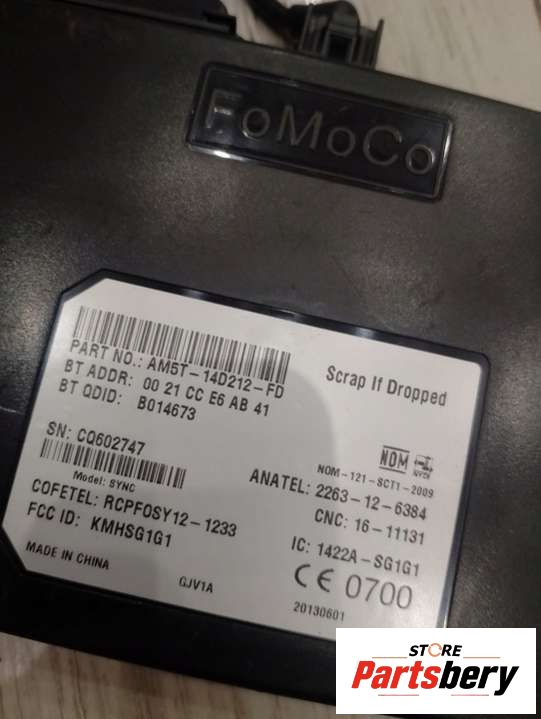 FoMoCo
PART NO.: AM5T-14D212-FD
BT ADDR: 00 21 CC E6 AB 41
BT QDID: B014673
Scrap If Dropped
SN: CQ602747
Model: SYNC
COFETEL: RCPFOSY12-1233
FCC ID: KMHSG1G1
MADE IN CHINA
GJV1A
NOM
NYCE
NOM-121-SCT1-2009
ANATEL: 2263-12-6384
CNC: 16-11131
IC: 1422A-SG1G1
CE 0700
20130601
STORE
Partsbery